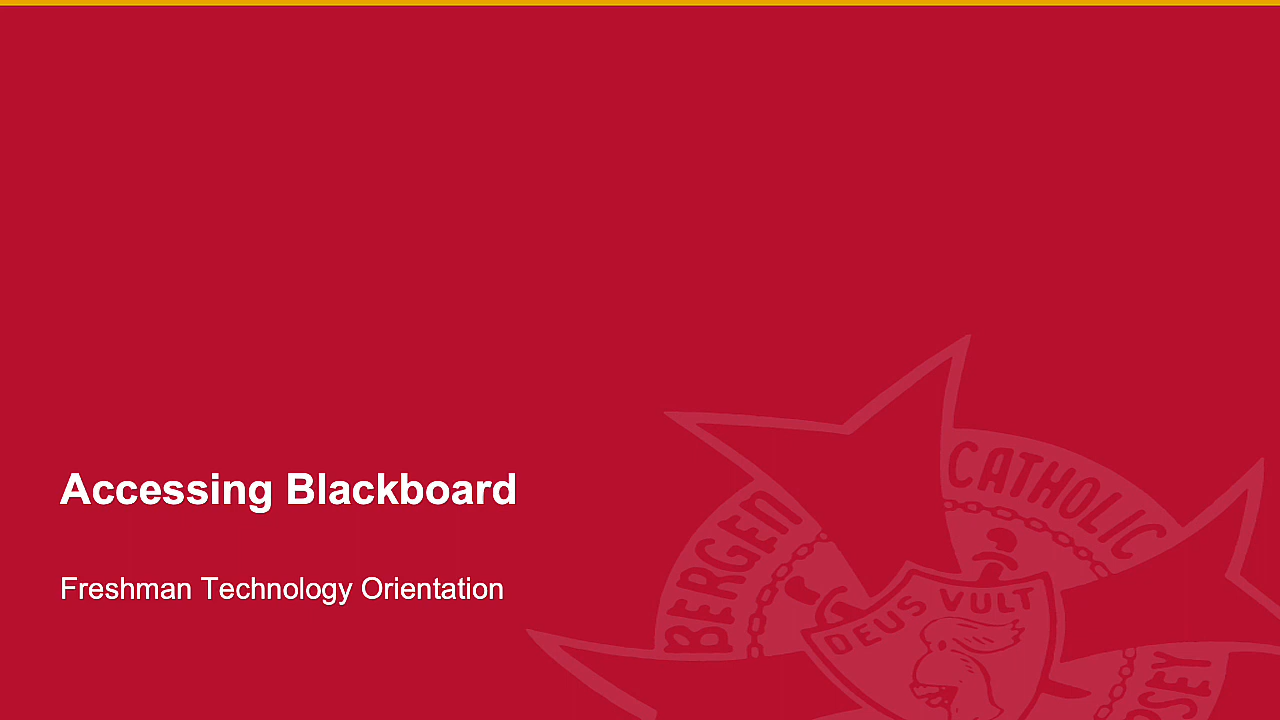 Accessing Blackboard
Freshman Technology Orientation
BERGEN CATHOLIC
DEUS VULT